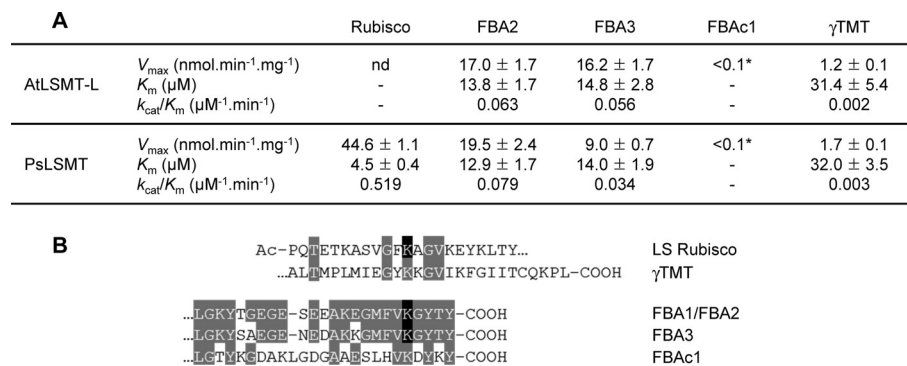 A
Rubisco FBA2 FBA3 FBAc1 γTMT
Vmax (nmol.min-1.mg-1) nd 17.0 ± 1.7 16.2 ± 1.7 <0.1* 1.2 ± 0.1
AtLSMT-L Km (µM) - 13.8 ± 1.7 14.8 ± 2.8 - 31.4 ± 5.4
kcat/Km (µM-1.min-1) - 0.063 0.056 - 0.002
Vmax (nmol.min-1.mg-1) 44.6 ± 1.1 19.5 ± 2.4 9.0 ± 0.7 <0.1* 1.7 ± 0.1
PsLSMT Km (µM) 4.5 ± 0.4 12.9 ± 1.7 14.0 ± 1.9 - 32.0 ± 3.5
kcat/Km (µM-1.min-1) 0.519 0.079 0.034 - 0.003
B
Ac-PQTETKASVGFKAGVKEYKLTY… LS Rubisco
…ALTMPLMIEGYKKGVIKFGIITCQKPL-COOH γTMT
…LGKYTGEGE-SEEAKEGMFVKGYTY-COOH FBA1/FBA2
…LGKYSAEGE-NEDAKKGMFVKGYTY-COOH FBA3
…LGTYKGDAKLGDGAAESLHVKDYKY-COOH FBAc1